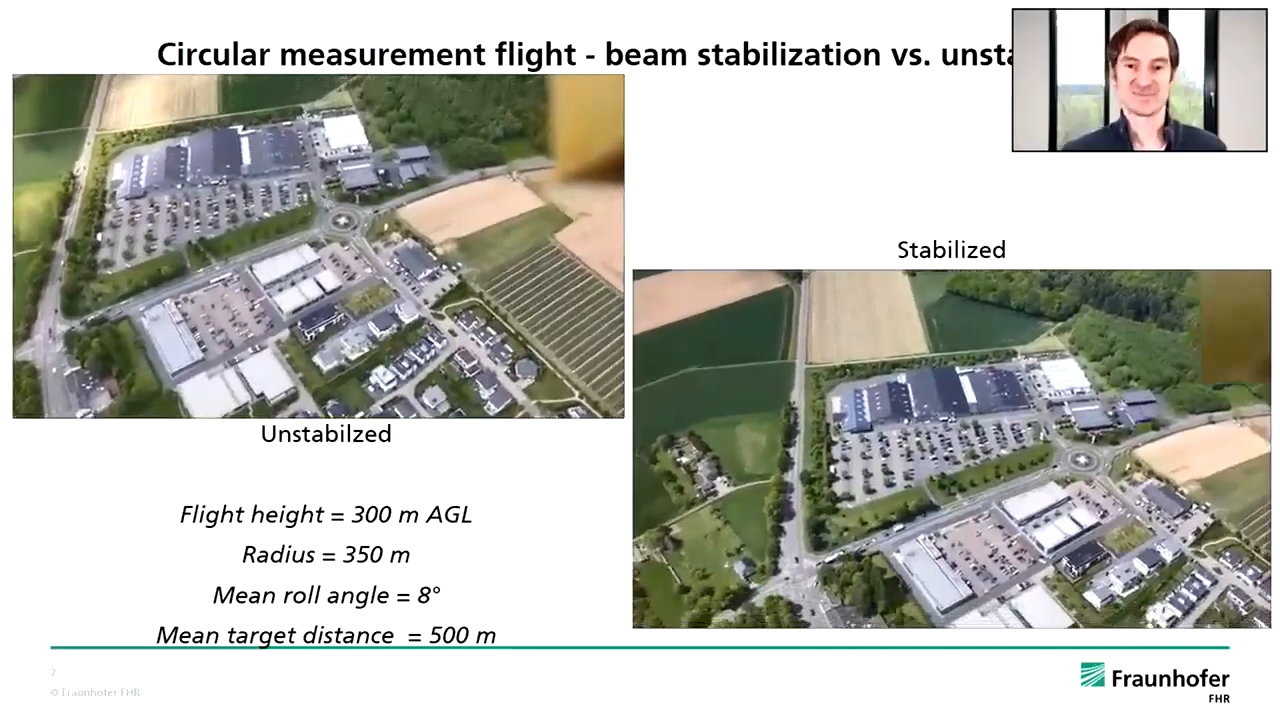 Circular measurement flight - beam stabilization vs. unsta
Stabilized
Unstabilzed
Flight height = 300 m AGL
Radius = 350 m
Mean roll angle = 8°
Mean target distance = 500 m
7
© Fraunhofer FHR
Fraunhofer
FHR